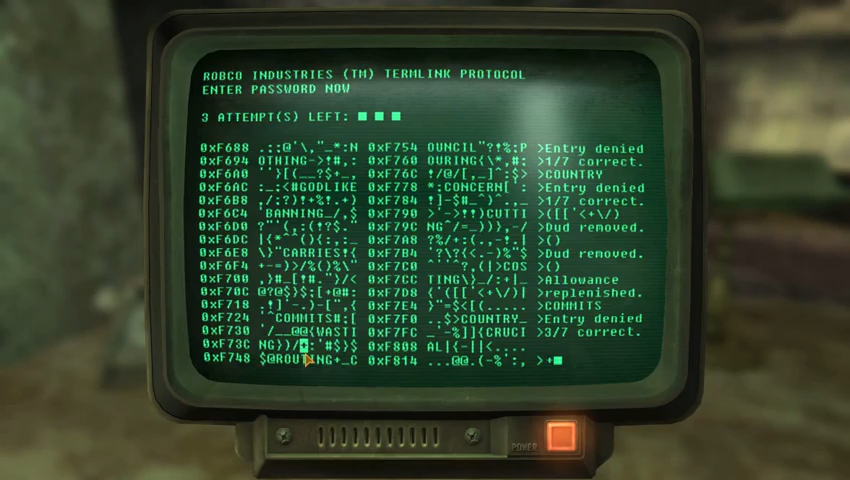 ROBCO INDUSTRIES (TM) TERMLINK PROTOCOL
ENTER PASSWORD NOW
3 ATTEMPT(S) LEFT: ■ ■ ■
0xF688 .:;@'\,"_*:N 0xF754 OUNCIL"?!%:P >Entry denied
0xF694 OTHING->!#,: 0xF760 OURING{\*,#: >1/7 correct.
0xF6A0 ''}[(__?$+_, 0xF76C !/@/[,_]^:$> >COUNTRY
0xF6AC :_:<#GODLIKE 0xF778 *;CONCERN[': >Entry denied
0xF6B8 ,/:?)!+%!.+) 0xF784 !]-$#_^)^.,_ >1/7 correct.
0xF6C4 'BANNING_/,$ 0xF790 >'->!!)CUTTI >([['<+\/)
0xF6D0 ?"'(,:(!?$." 0xF79C NG^/=_))},-/ >Dud removed.
0xF6DC |{*^^(){:,:_ 0xF7A8 ?%/+:(.,-!.| >()
0xF6E8 \}"CARRIES!{ 0xF7B4 '?\?{<.-)%"$ >Dud removed.
0xF6F4 +-=)>/%()%\" 0xF7C0 ^^?,(|>COS >()
0xF700 ,}#_[!#."}/< 0xF7CC TING\_/:+|_ >Allowance
0xF70C @?@$}$:[+@#: 0xF7D8 {'([['<+\/)| >replenished.
0xF718 .!]'-.)-[",{ 0xF7E4 }"=$<[(.... >COMMITS
0xF724 '^COMMITS#:[ 0xF7F0 ..;$COUNTRY_ >Entry denied
0xF730 '/__@@{WASTI 0xF7FC _'-%]]{CRUCI >3/7 correct.
0xF73C NG})/+:'#$}$ 0xF808 AL|{-||<....
0xF748 $@ROUTING+_C 0xF814 ...@@.(-%':, >+■